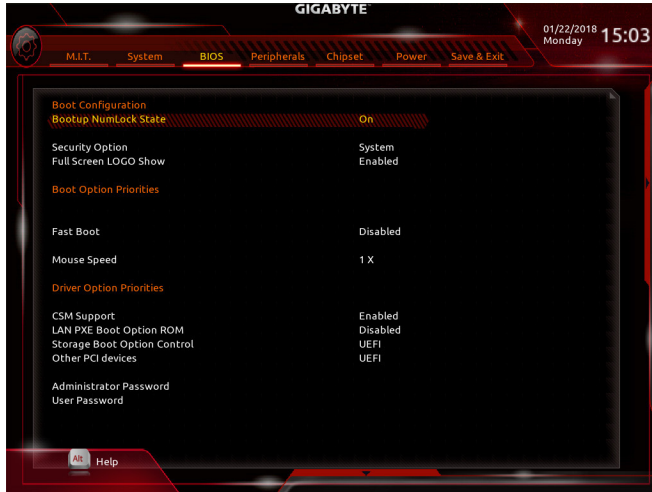 GIGABYTE™
01/22/2018 15:03
Monday
M.I.T. System BIOS Peripherals Chipset Power Save & Exit
Boot Configuration
Bootup NumLock State On
Security Option System
Full Screen LOGO Show Enabled
Boot Option Priorities
Fast Boot Disabled
Mouse Speed 1 X
Driver Option Priorities
CSM Support Enabled
LAN PXE Boot Option ROM Disabled
Storage Boot Option Control UEFI
Other PCI devices UEFI
Administrator Password
User Password
Alt Help